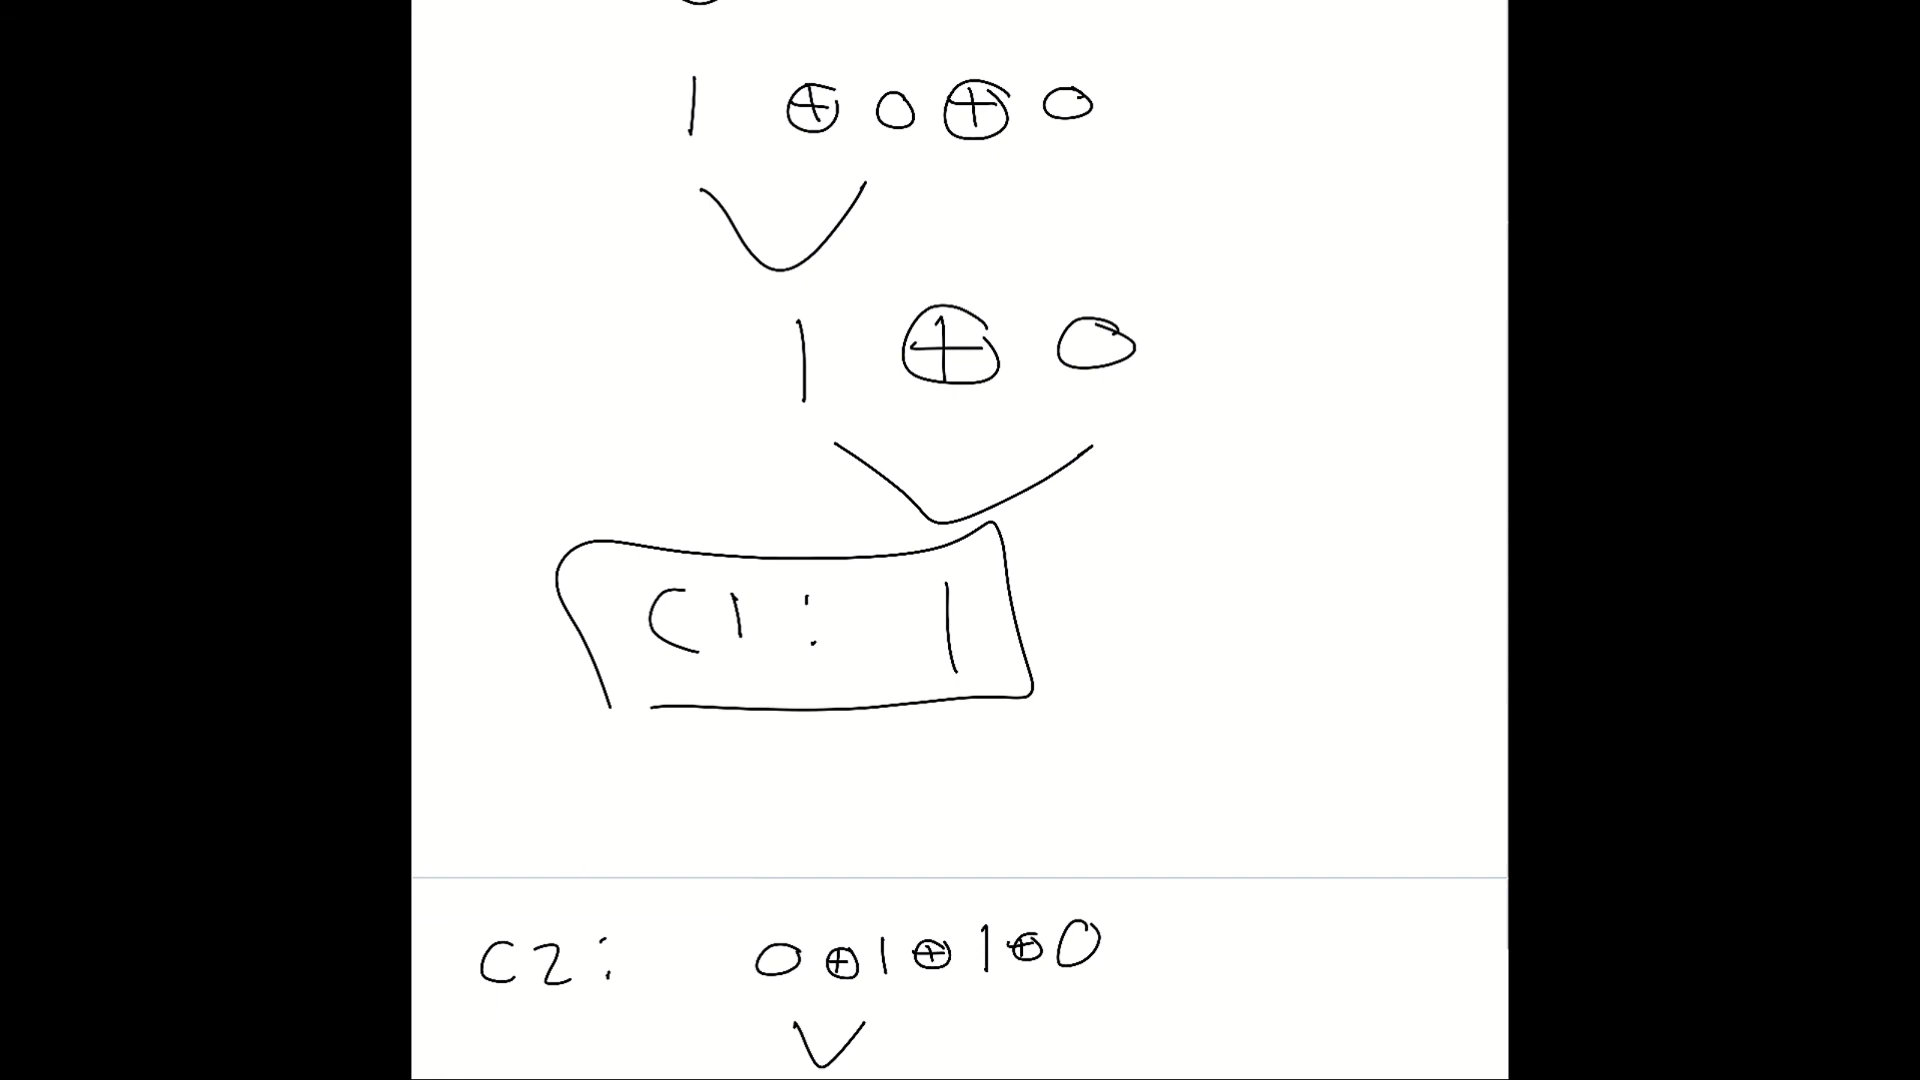 1 ⊕ 0 ⊕ 0
1 ⊕ 0
C1: 1
C2: 0 ⊕ 1 ⊕ 1 ⊕ 0